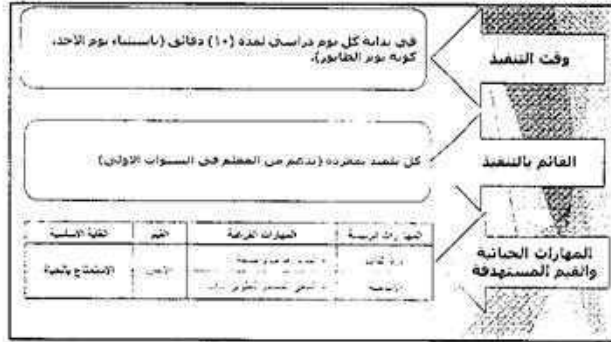 وقت التنفيذ
في بداية كل يوم دراسي لمدة (١٠) دقائق (باستثناء يوم الأحد،
كونه يوم الطابور).
القائم بالتنفيذ
كل تلميذ بمفرده (بدعم من المعلم في السنوات الأولى)
المهارات الحياتية
والقيم المستهدفة
المهارات الرئيسة المهارات الفرعية القيم الغاية الأساسية
الاستمتاع بالحياة